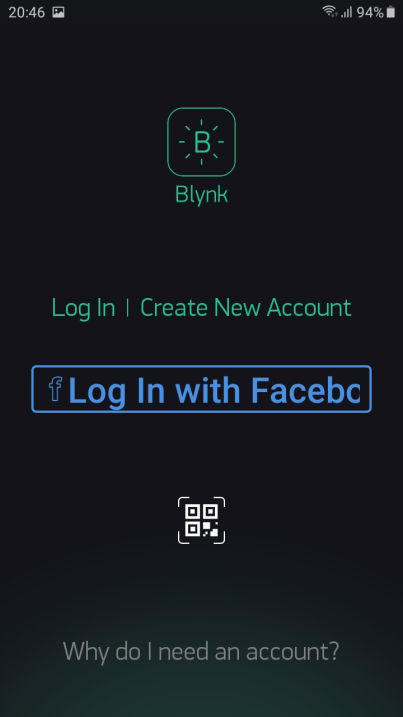 20:46 94%
B
Blynk
Log In | Create New Account
f Log In with Facebo
Why do I need an account?